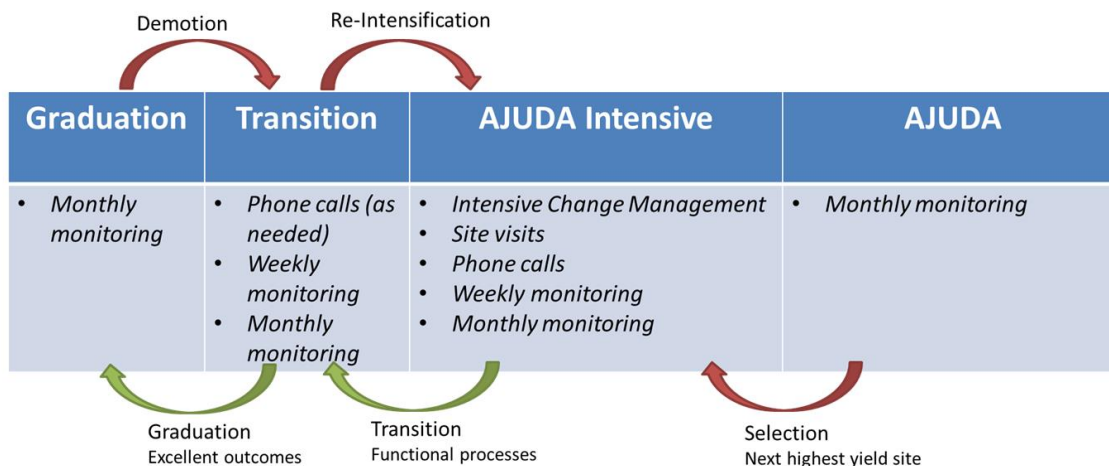 Demotion
Re-Intensification
Graduation
Transition
AJUDA Intensive
AJUDA
• Monthly
monitoring
• Phone calls (as
needed)
• Weekly
monitoring
• Monthly
monitoring
• Intensive Change Management
• Site visits
• Phone calls
• Weekly monitoring
• Monthly monitoring
• Monthly monitoring
Graduation
Excellent outcomes
Transition
Functional processes
Selection
Next highest yield site